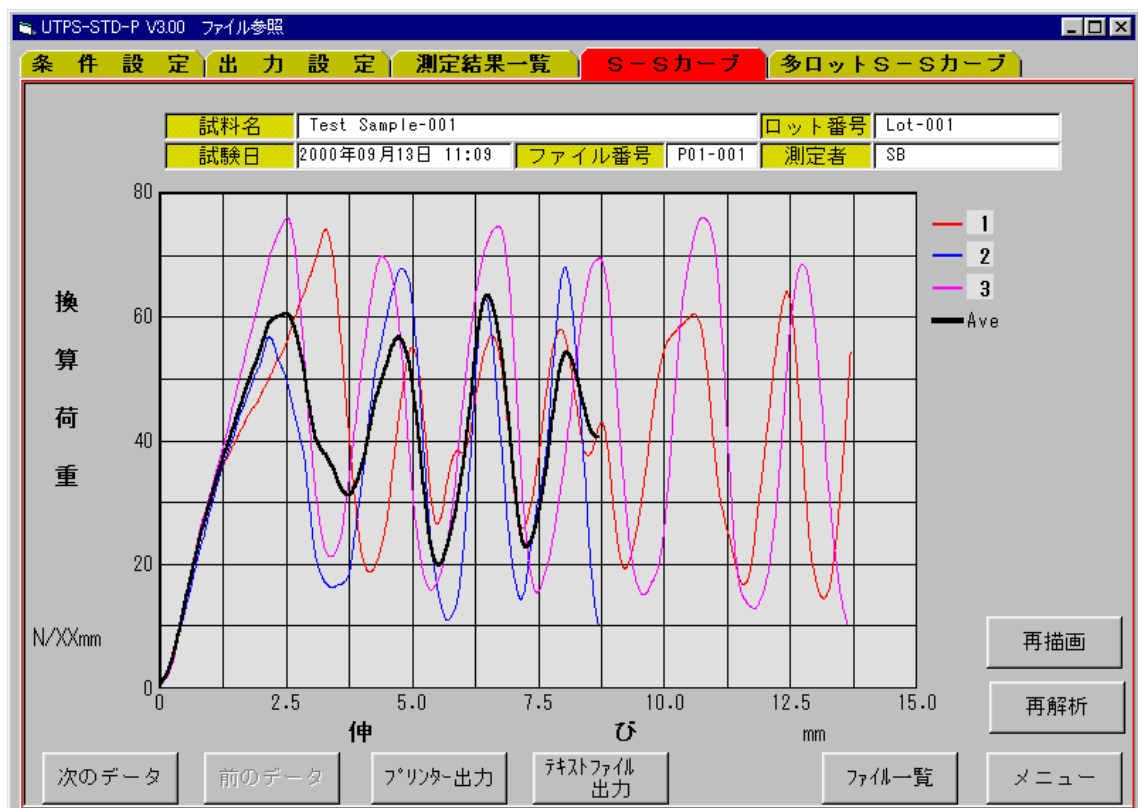 UTPS-STD-P V3.00 ファイル参照
条件設定 出力設定 測定結果一覧 S-Sカーブ 多ロットS-Sカーブ
試料名 Test Sample-001 ロット番号 Lot-001
試験日 2000年09月13日 11:09 ファイル番号 P01-001 測定者 SB
80
60
40
20
0
換算荷重
N/XXmm
1
2
3
Ave
0 2.5 5.0 7.5 10.0 12.5 15.0
伸び mm
再描画
再解析
次のデータ 前のデータ プリンター出力 テキストファイル
出力
ファイル一覧 メニュー